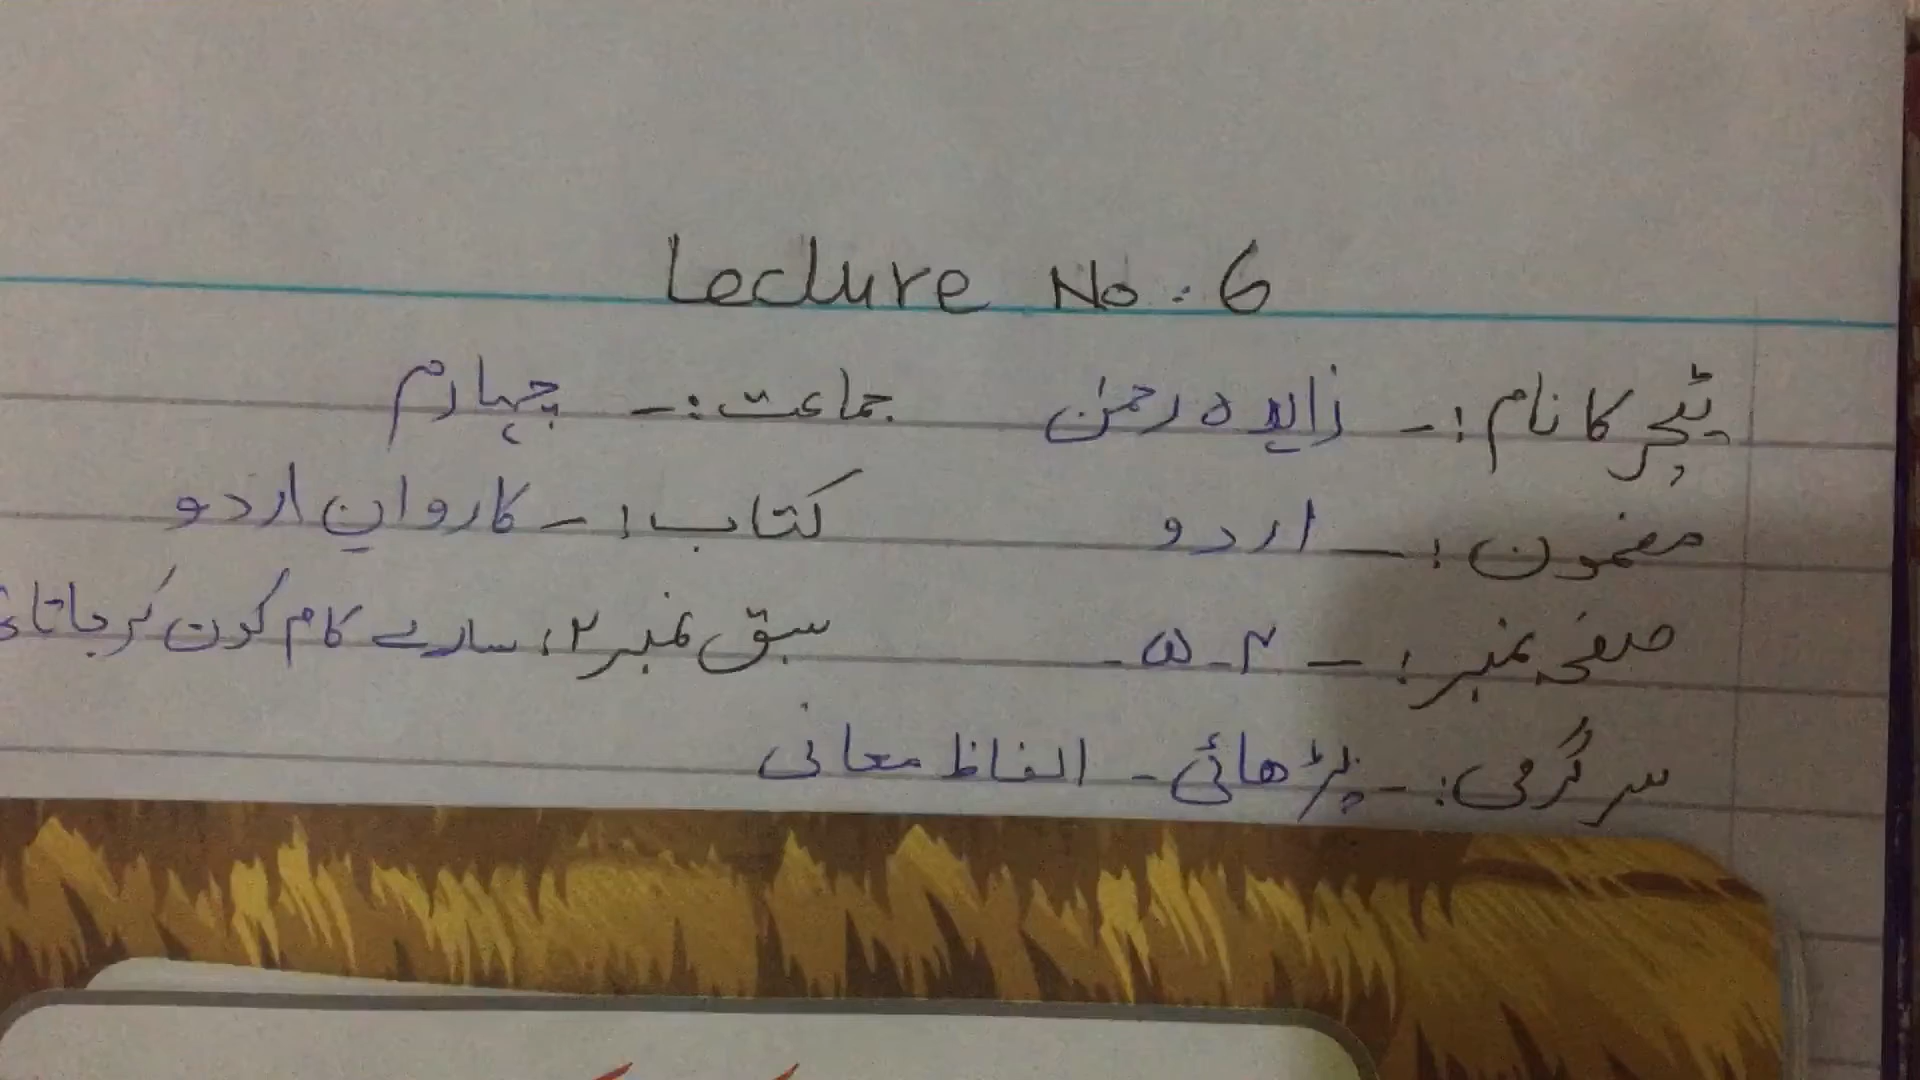 Lecture No. 6
ٹیچر کا نام :- زاہدہ رحمٰن جماعت :- چہارم
مضمون :- اردو کتاب :- کاروانِ اردو
صفحہ نمبر :- ۴ - ۵ - سبق نمبر ۲، سارے کام کون کر جاتا ہے
سرگرمی :- پڑھائی - الفاظ معانی